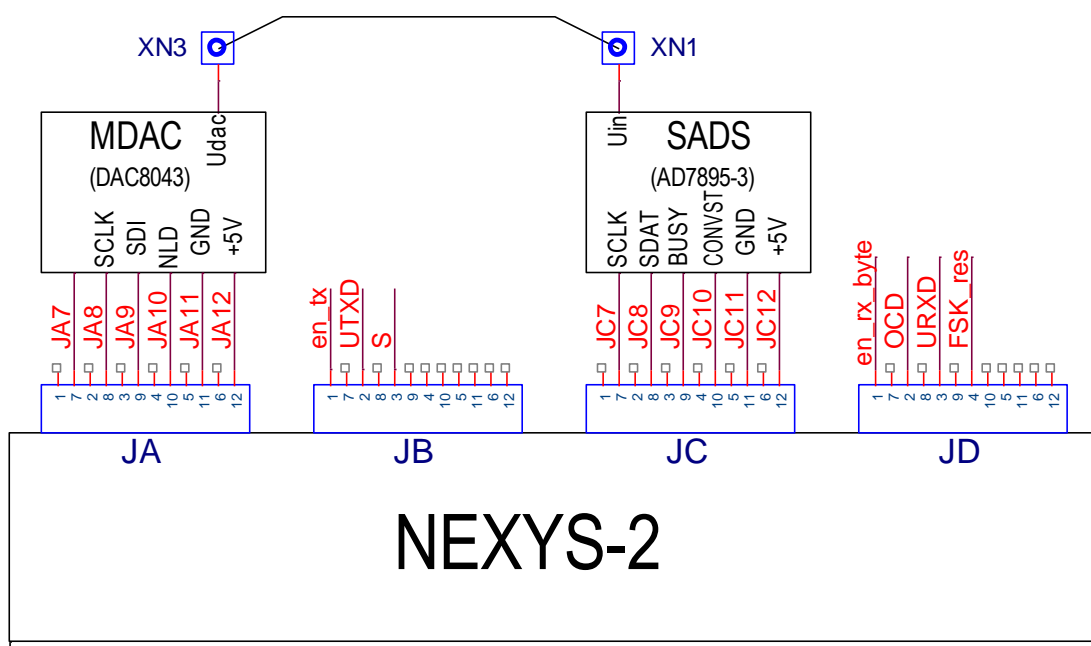 XN3
XN1
MDAC
(DAC8043)
Udac
SCLK
SDI
NLD
GND
+5V
SADS
(AD7895-3)
Uin
SCLK
SDAT
BUSY
CONVST
GND
+5V
JA7
JA8
JA9
JA10
JA11
JA12
en_tx
UTXD
S
JC7
JC8
JC9
JC10
JC11
JC12
en_rx_byte
OCD
URXD
FSK_res
1 7 2 8 3 9 4 10 5 11 6 12
1 7 2 8 3 9 4 10 5 11 6 12
1 7 2 8 3 9 4 10 5 11 6 12
1 7 2 8 3 9 4 10 5 11 6 12
JA
JB
JC
JD
NEXYS-2